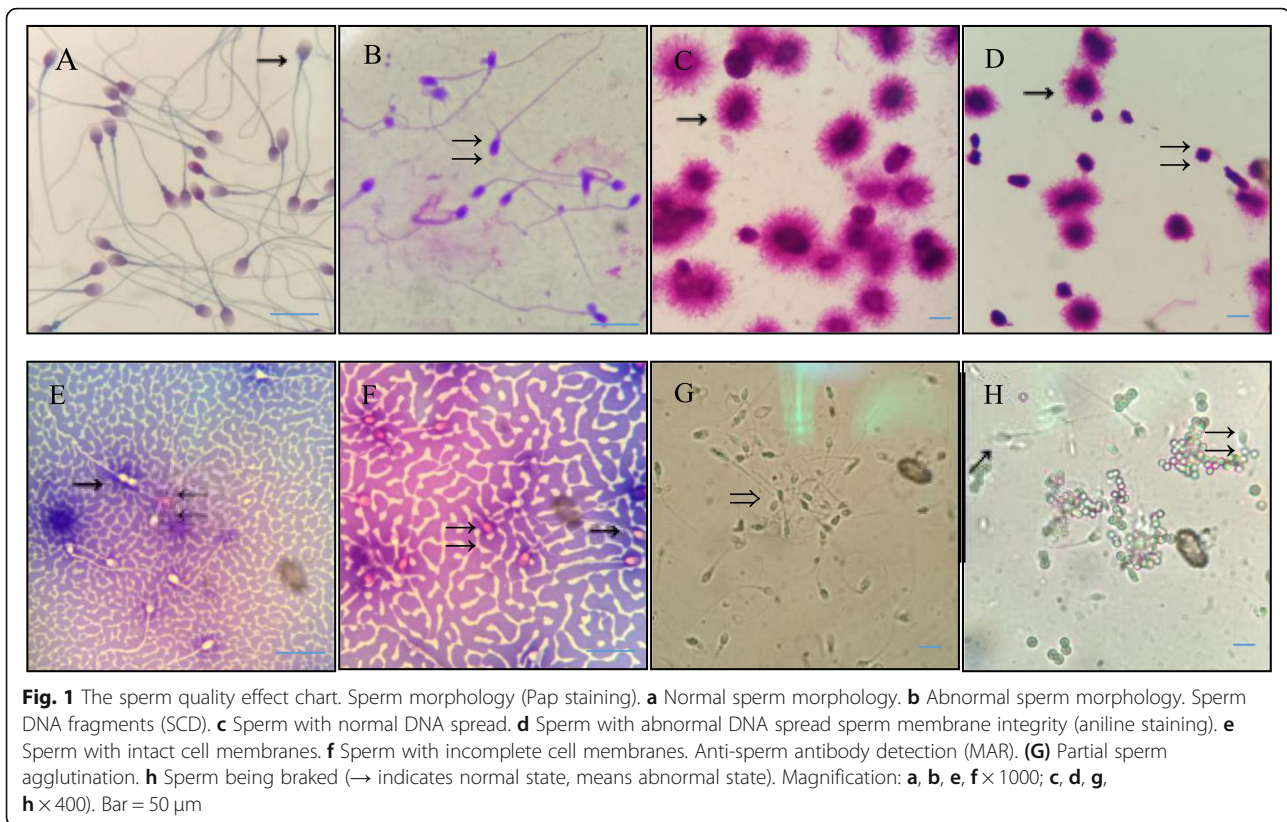 A
B
C
D
E
F
G
H
Fig. 1 The sperm quality effect chart. Sperm morphology (Pap staining). a Normal sperm morphology. b Abnormal sperm morphology. Sperm
DNA fragments (SCD). c Sperm with normal DNA spread. d Sperm with abnormal DNA spread sperm membrane integrity (aniline staining). e
Sperm with intact cell membranes. f Sperm with incomplete cell membranes. Anti-sperm antibody detection (MAR). (G) Partial sperm
agglutination. h Sperm being braked (→ indicates normal state, means abnormal state). Magnification: a, b, e, f × 1000; c, d, g,
h × 400). Bar = 50 μm